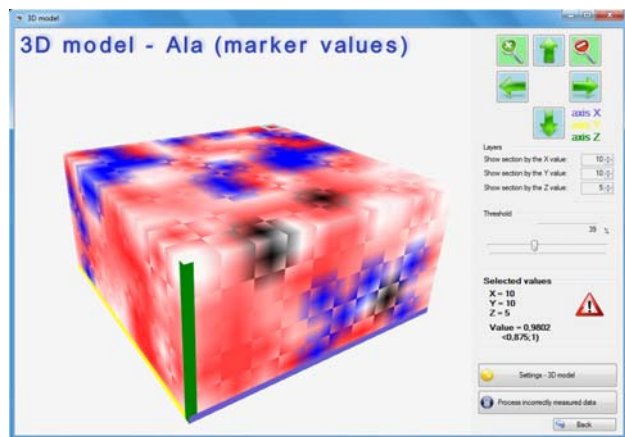 3D model
3D model - Ala (marker values)
axis X
axis Y
axis Z
Layers
Show section by the X value: 10
Show section by the Y value: 10
Show section by the Z value: 5
Threshold
39 %
Selected values
X = 10
Y = 10
Z = 5
Value = 0,9802
<0,875;1)
Settings - 3D model
Process incorrectly measured data
Back